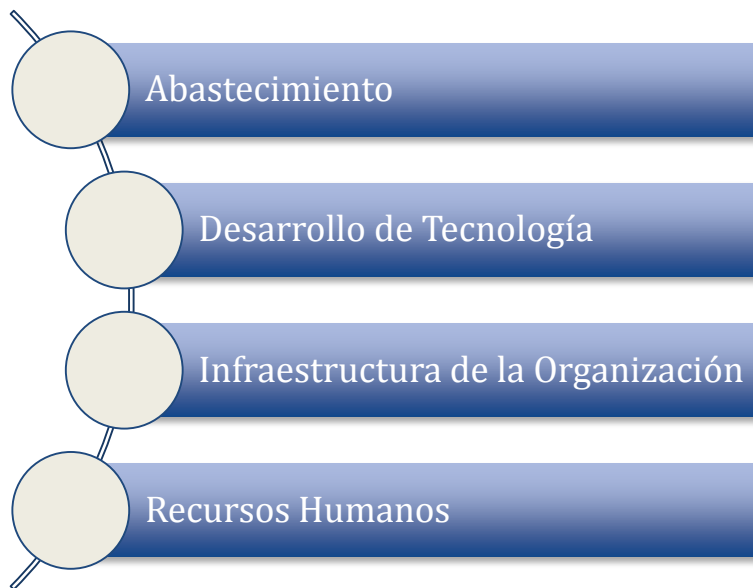 Abastecimiento
Desarrollo de Tecnología
Infraestructura de la Organización
Recursos Humanos